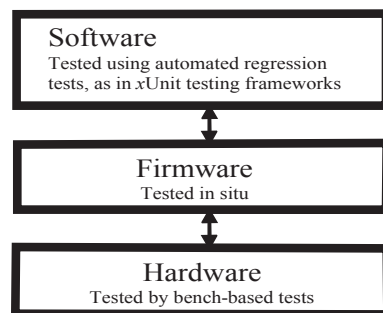 Software
Tested using automated regression
tests, as in xUnit testing frameworks
Firmware
Tested in situ
Hardware
Tested by bench-based tests